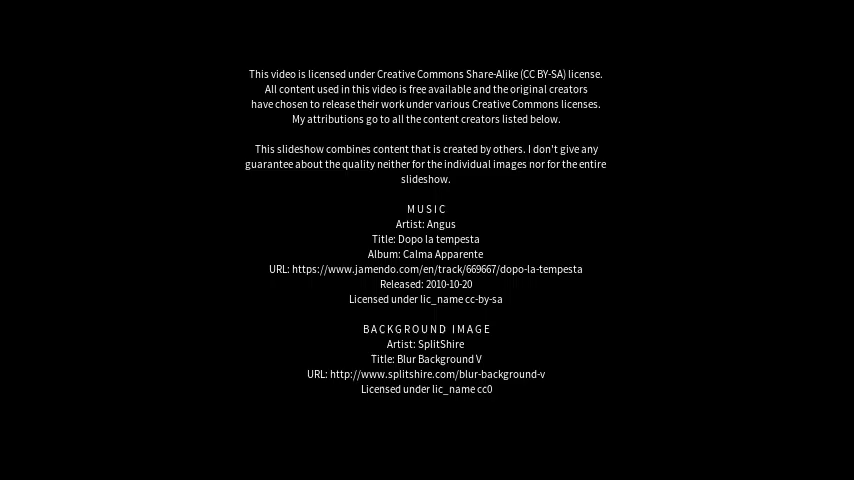 This video is licensed under Creative Commons Share-Alike (CC BY-SA) license.
All content used in this video is free available and the original creators
have chosen to release their work under various Creative Commons licenses.
My attributions go to all the content creators listed below.
This slideshow combines content that is created by others. I don't give any
guarantee about the quality neither for the individual images nor for the entire
slideshow.
MUSIC
Artist: Angus
Title: Dopo la tempesta
Album: Calma Apparente
URL: https://www.jamendo.com/en/track/669667/dopo-la-tempesta
Released: 2010-10-20
Licensed under lic_name cc-by-sa
BACKGROUND IMAGE
Artist: SplitShire
Title: Blur Background V
URL: http://www.splitshire.com/blur-background-v
Licensed under lic_name cc0